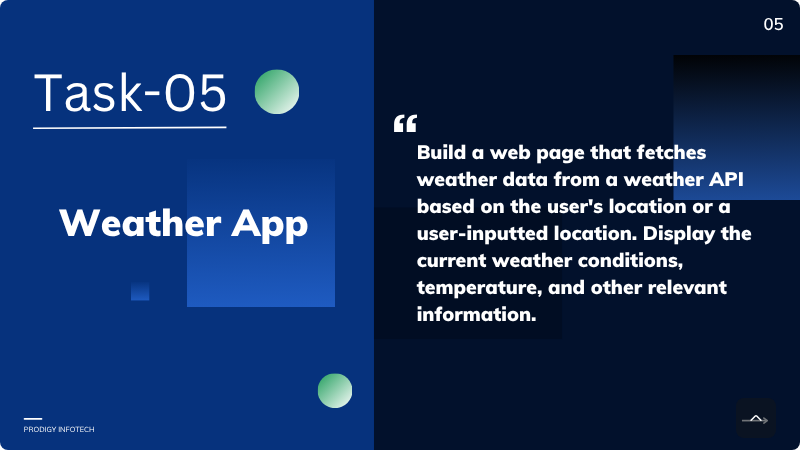 05
Task-05
Weather App
“
Build a web page that fetches
weather data from a weather API
based on the user's location or a
user-inputted location. Display the
current weather conditions,
temperature, and other relevant
information.
PRODIGY INFOTECH